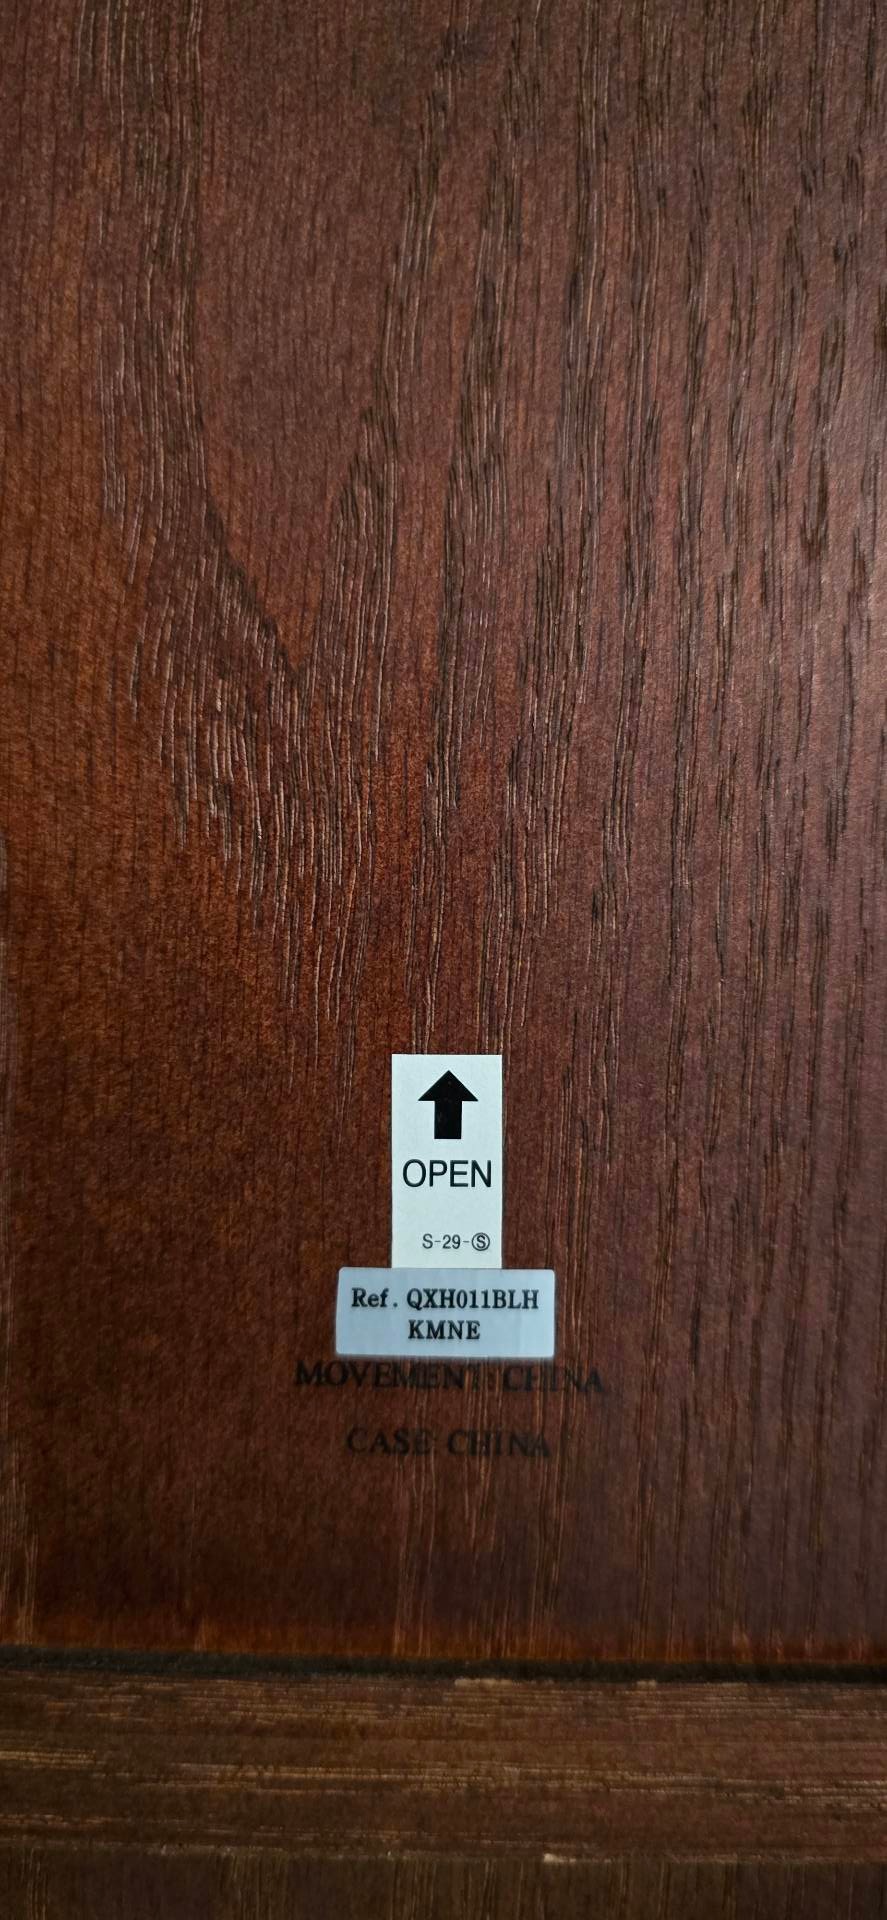 OPEN
S-29-Ⓢ
Ref. QXH011BLH
KMNE
MOVEMENT: CHINA
CASE: CHINA